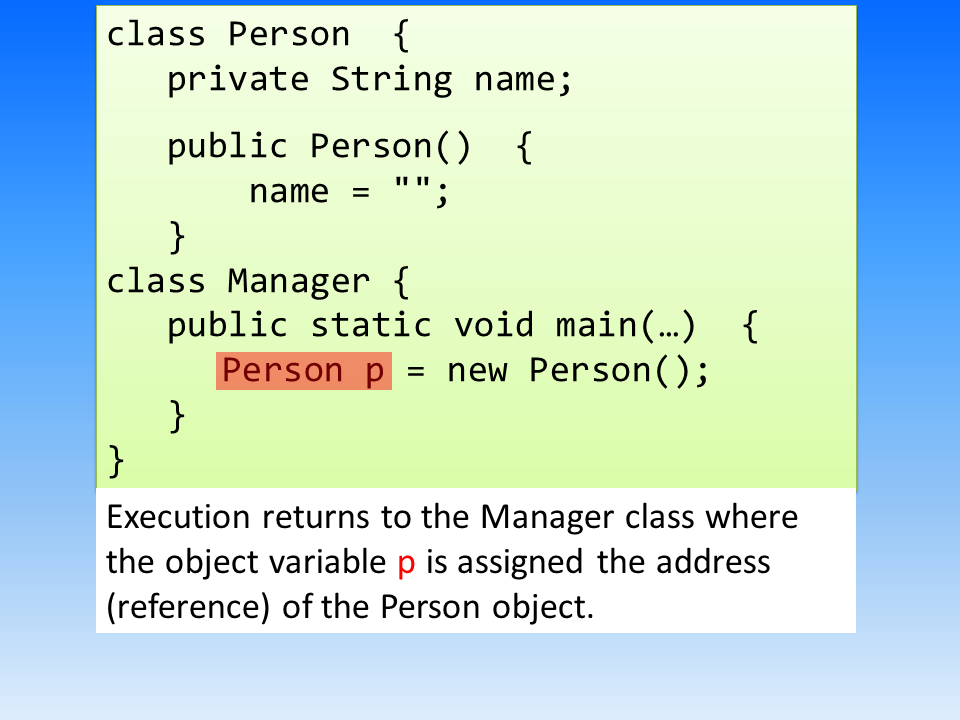 class Person  {
   private String name;
   public Person()  {
       name = "";
   }
class Manager {
   public static void main(…)  {
      Person p = new Person();
   }
}
Execution returns to the Manager class where
the object variable p is assigned the address
(reference) of the Person object.